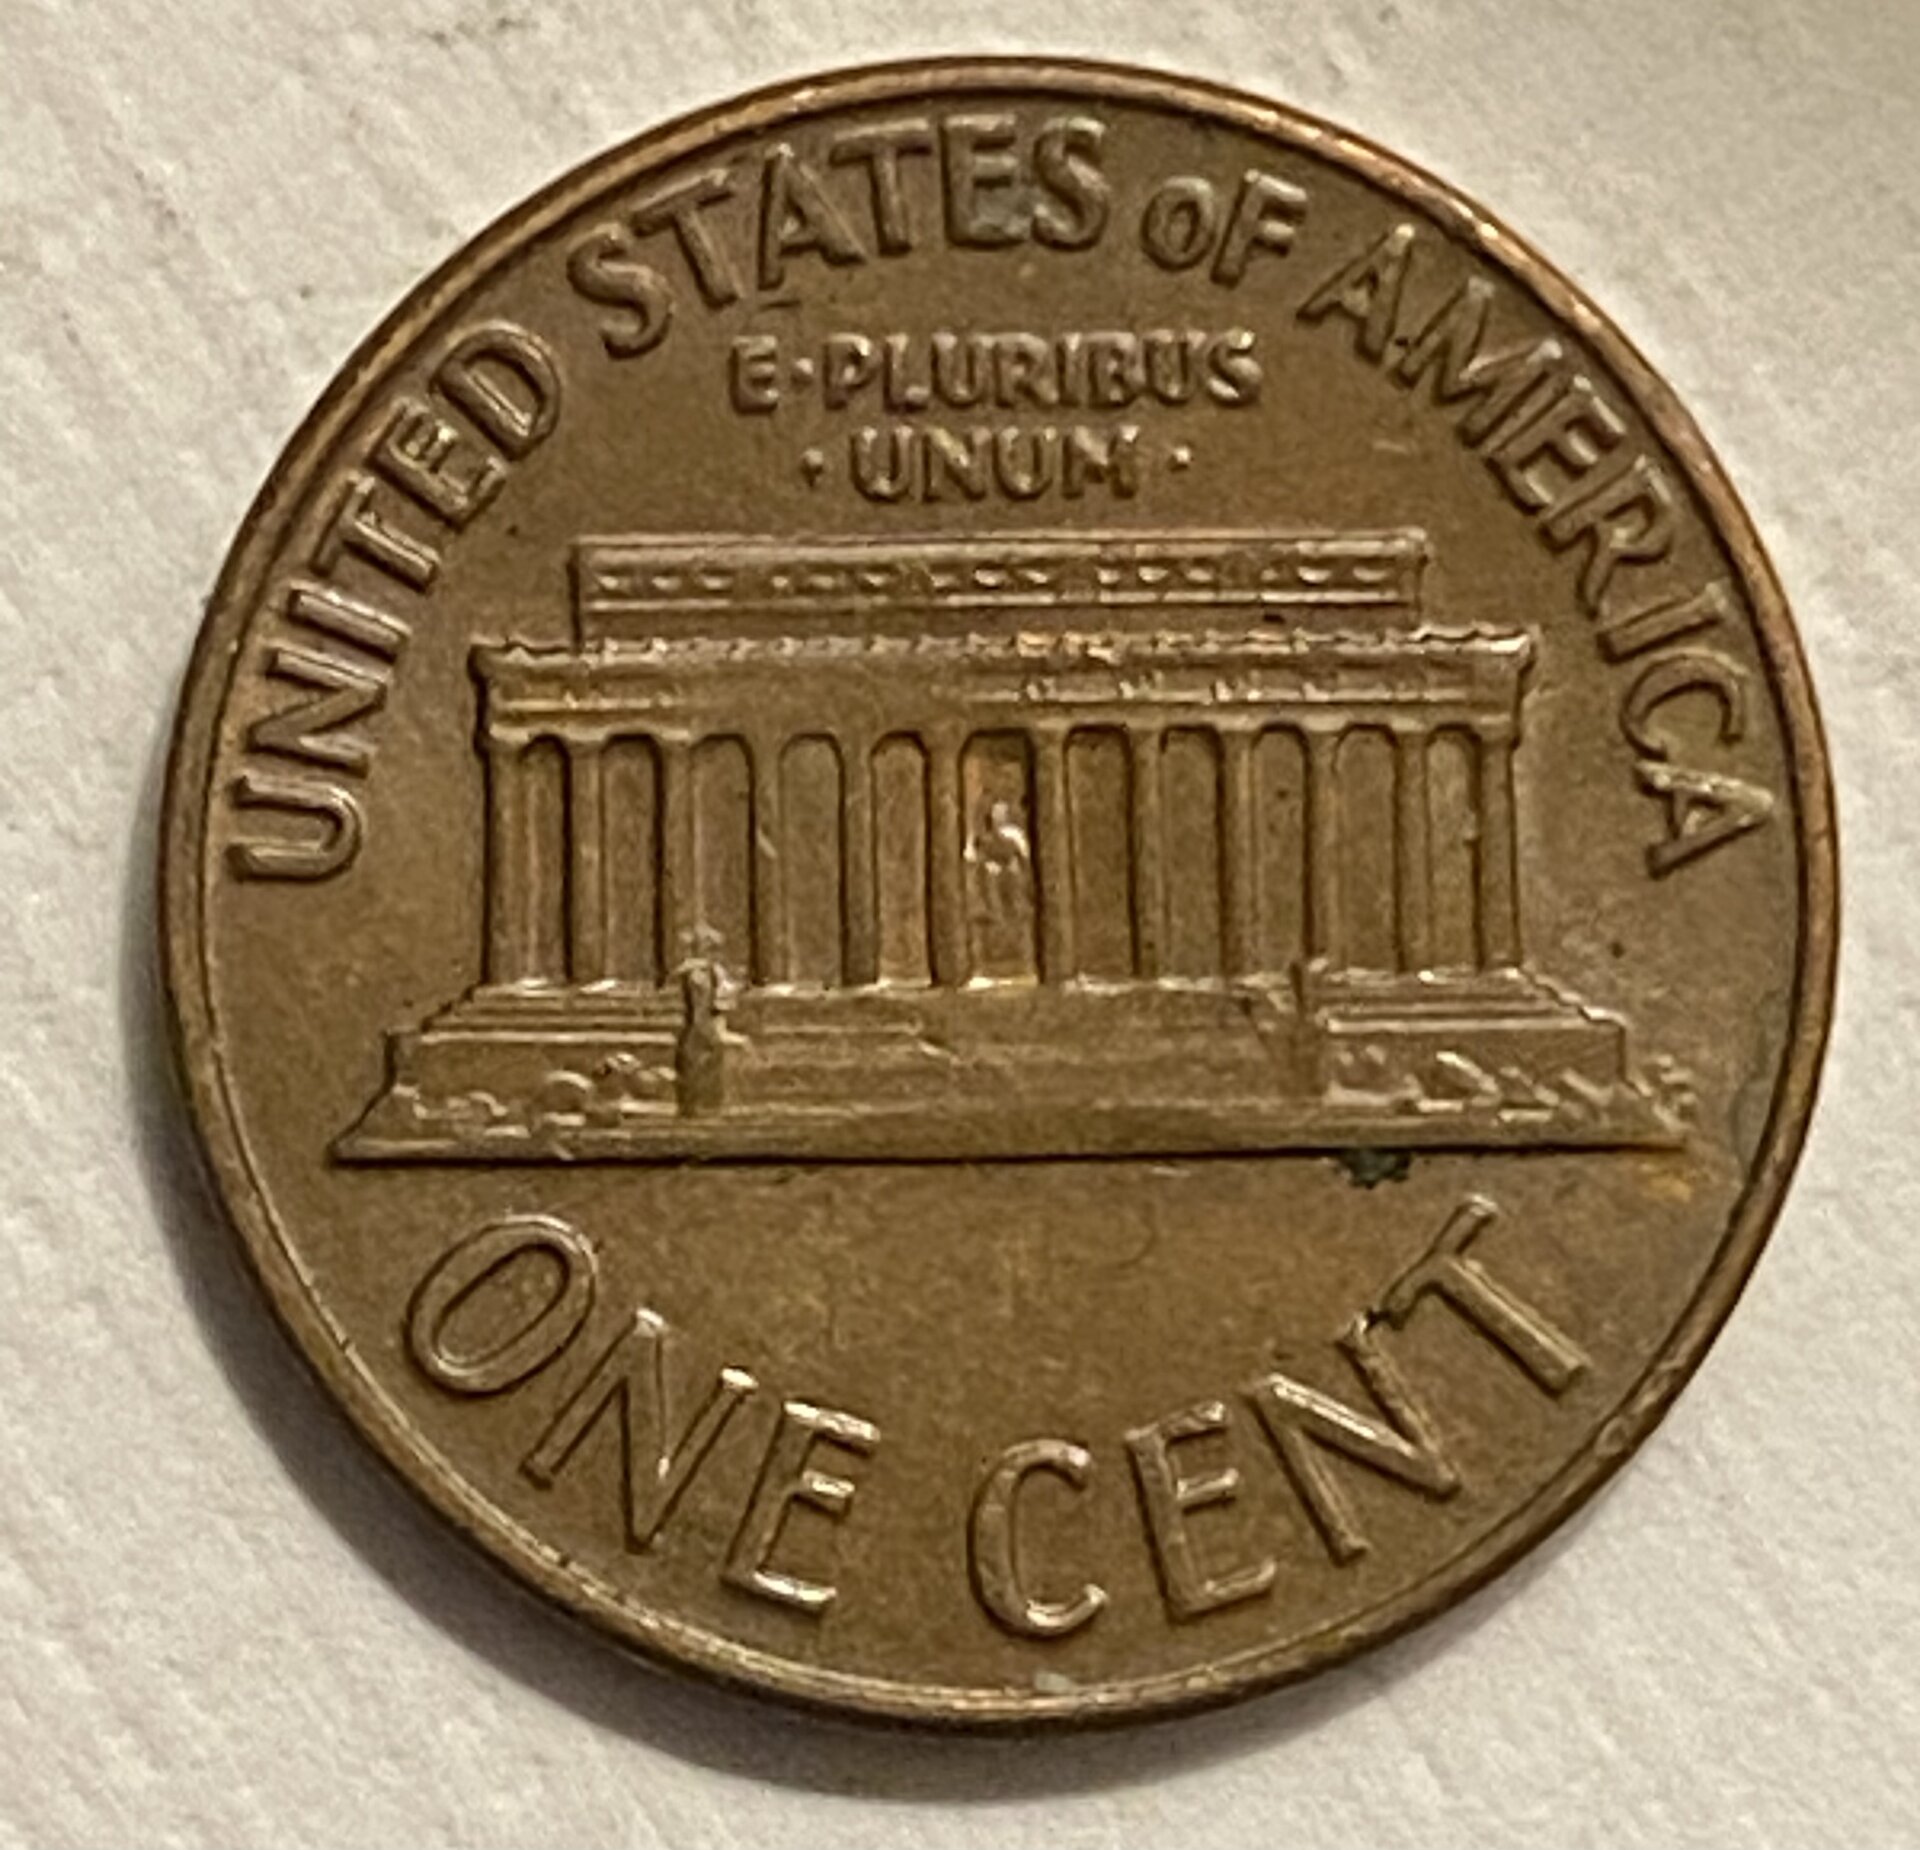 UNITED STATES OF AMERICA
E·PLURIBUS
·UNUM·
ONE CENT